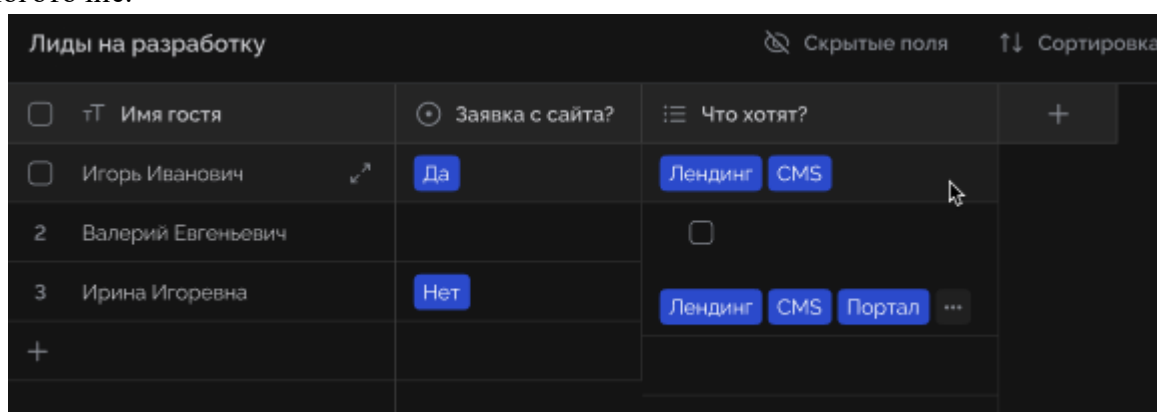 Лиды на разработку Скрытые поля Сортировка
тТ Имя гостя Заявка с сайта? Что хотят?
Игорь Иванович Да Лендинг CMS
2 Валерий Евгеньевич
3 Ирина Игоревна Нет Лендинг CMS Портал ...